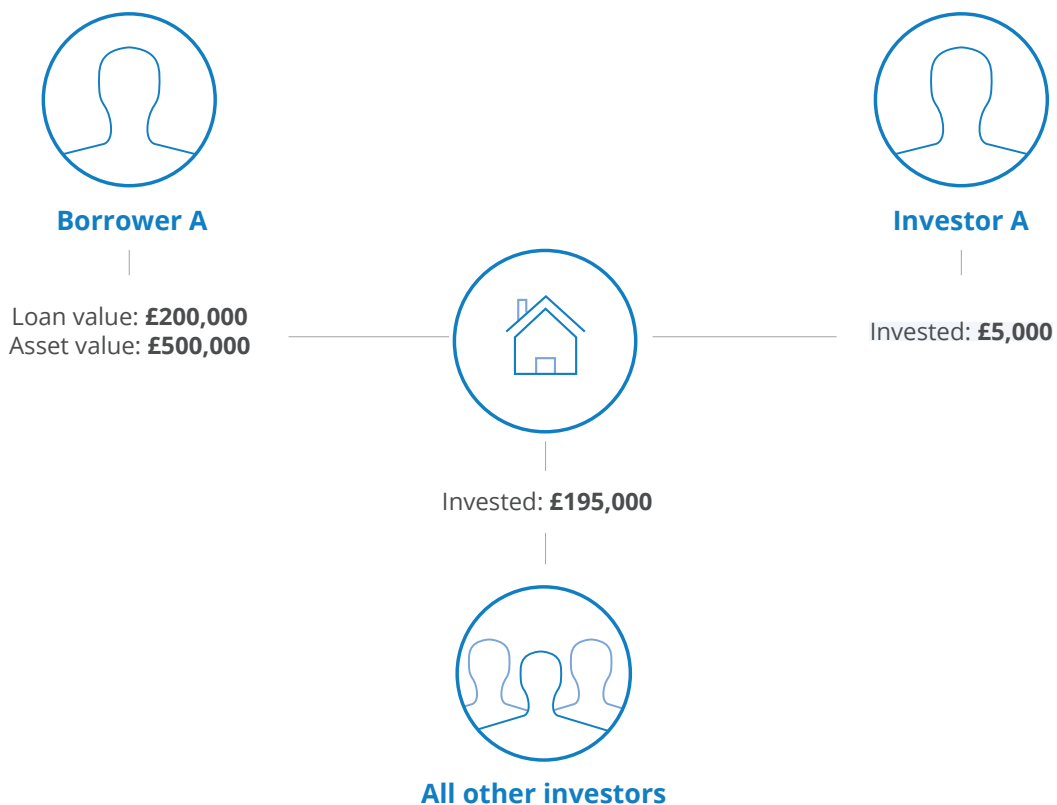 Borrower A
Loan value: £200,000
Asset value: £500,000
Investor A
Invested: £5,000
Invested: £195,000
All other investors